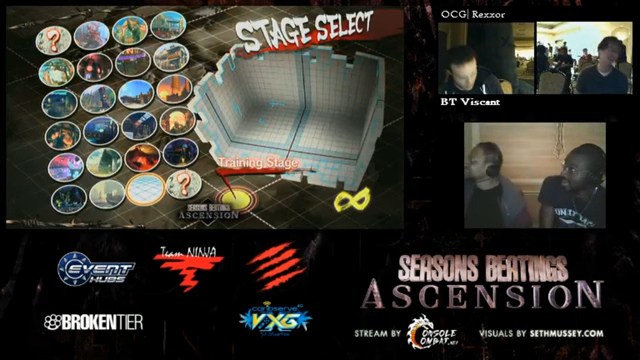 STAGE SELECT
Training Stage
SEASONS BEATINGS
ASCENSION
OCG| Rexxor
BT Viscant
EVENT
HUBS
Team NINJA
BROKENTIER
VXG
SEASONS BEATINGS
ASCENSION
STREAM BY
CONSOLE
COMBAT.NET
VISUALS BY SETHMUSSEY.COM